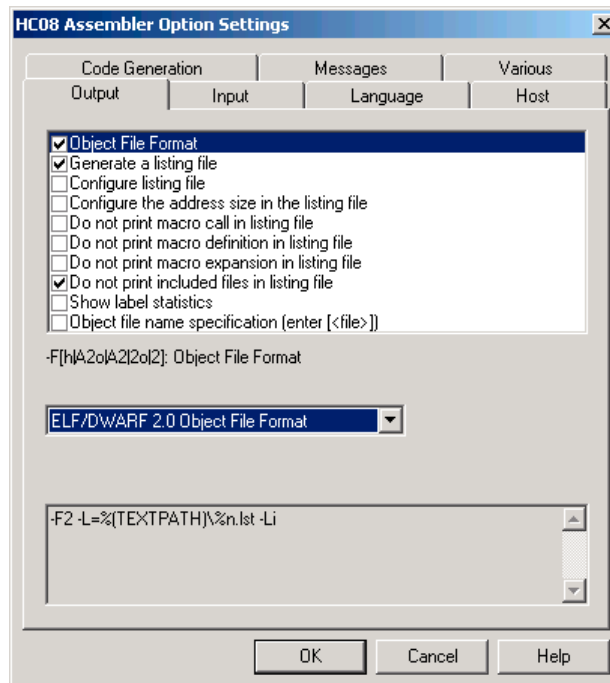 HC08 Assembler Option Settings
Code Generation Messages Various
Output Input Language Host
Object File Format
Generate a listing file
Configure listing file
Configure the address size in the listing file
Do not print macro call in listing file
Do not print macro definition in listing file
Do not print macro expansion in listing file
Do not print included files in listing file
Show label statistics
Object file name specification (enter [<file>])
-F[h|A2o|A2|2o|2]: Object File Format
ELF/DWARF 2.0 Object File Format
-F2 -L=%(TEXTPATH)\%n.lst -Li
OK Cancel Help